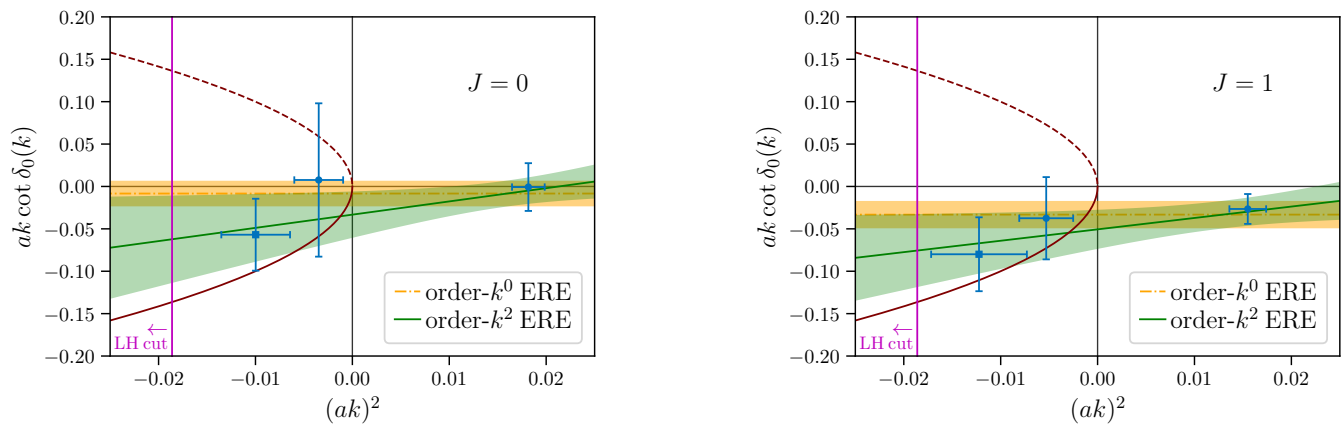 0.20
0.15
0.10
0.05
0.00
−0.05
−0.10
−0.15
−0.20
ak cot δ₀(k)
J = 0
order-k⁰ ERE
order-k² ERE
←
LH cut
−0.02
−0.01
0.00
0.01
0.02
(ak)²
0.20
0.15
0.10
0.05
0.00
−0.05
−0.10
−0.15
−0.20
ak cot δ₀(k)
J = 1
order-k⁰ ERE
order-k² ERE
←
LH cut
−0.02
−0.01
0.00
0.01
0.02
(ak)²